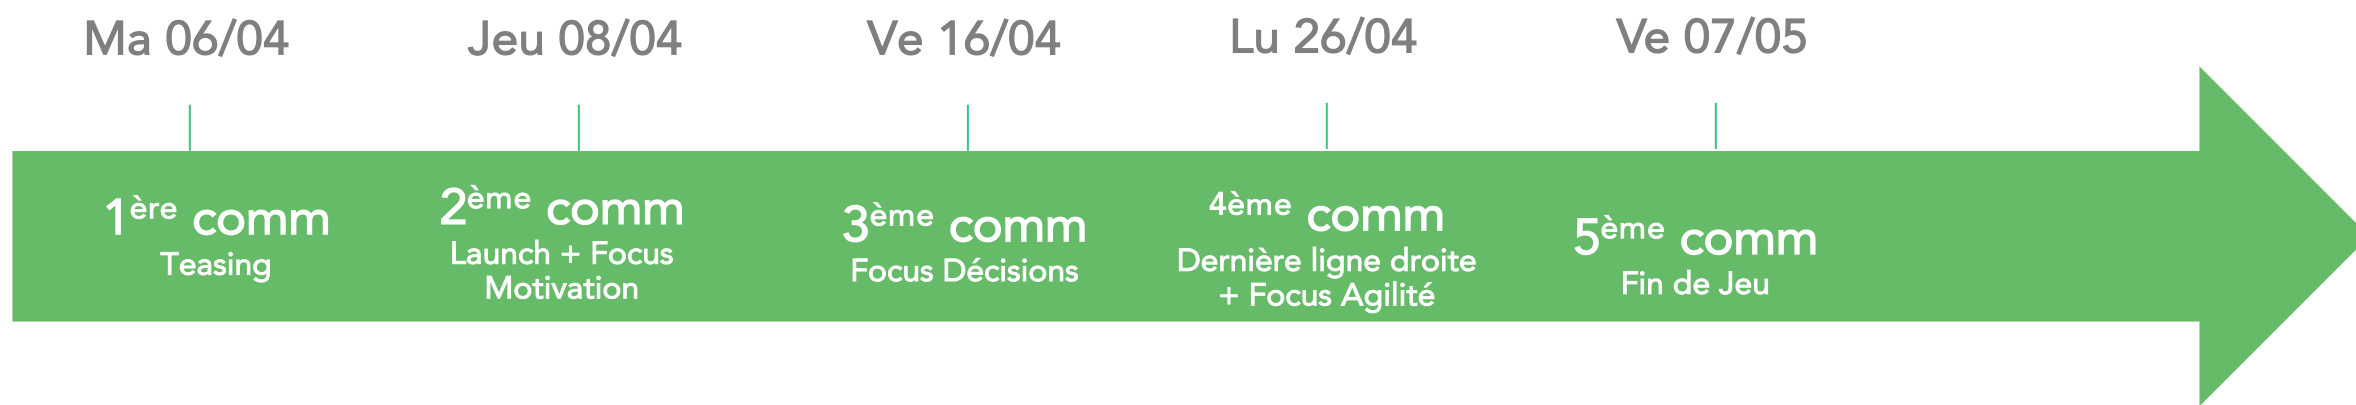 Ma 06/04
Jeu 08/04
Ve 16/04
Lu 26/04
Ve 07/05
1ère comm
Teasing
2ème comm
Launch + Focus
Motivation
3ème comm
Focus Décisions
4ème comm
Dernière ligne droite
+ Focus Agilité
5ème comm
Fin de Jeu